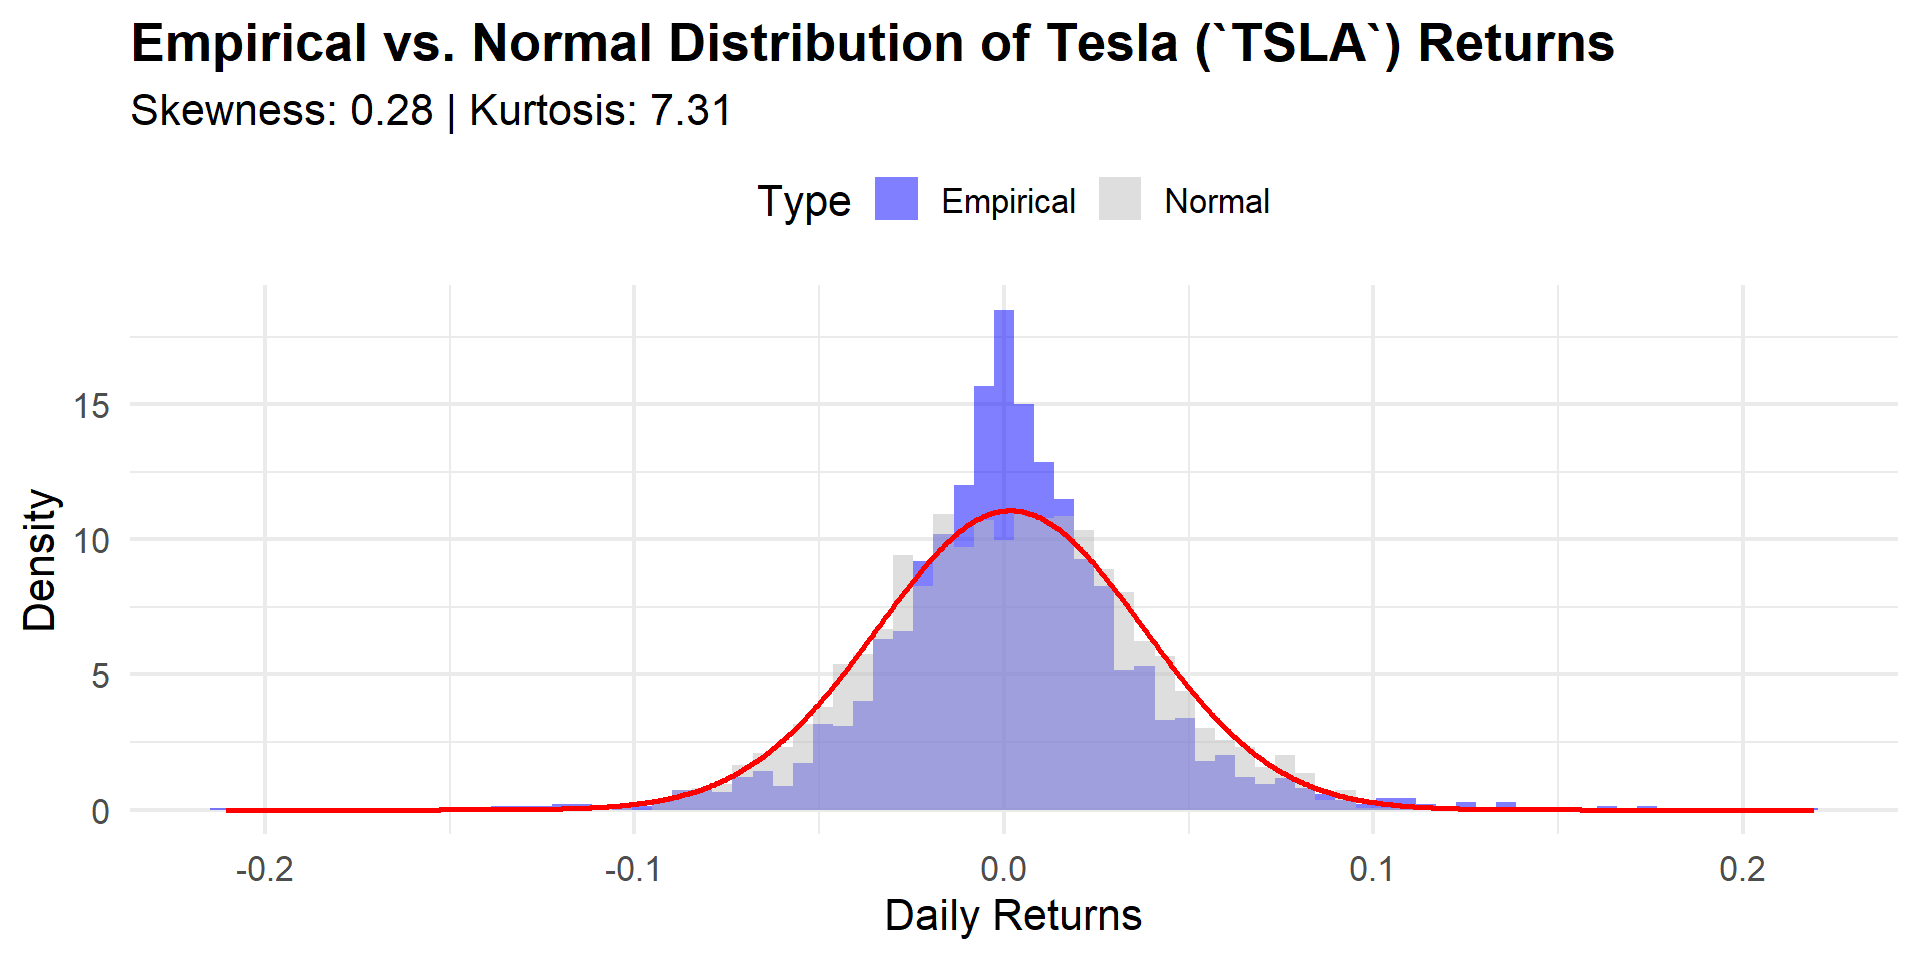 Empirical vs. Normal Distribution of Tesla (`TSLA`) Returns
Skewness: 0.28 | Kurtosis: 7.31
Type Empirical Normal
Density
15
10
5
0
-0.2 -0.1 0.0 0.1 0.2
Daily Returns